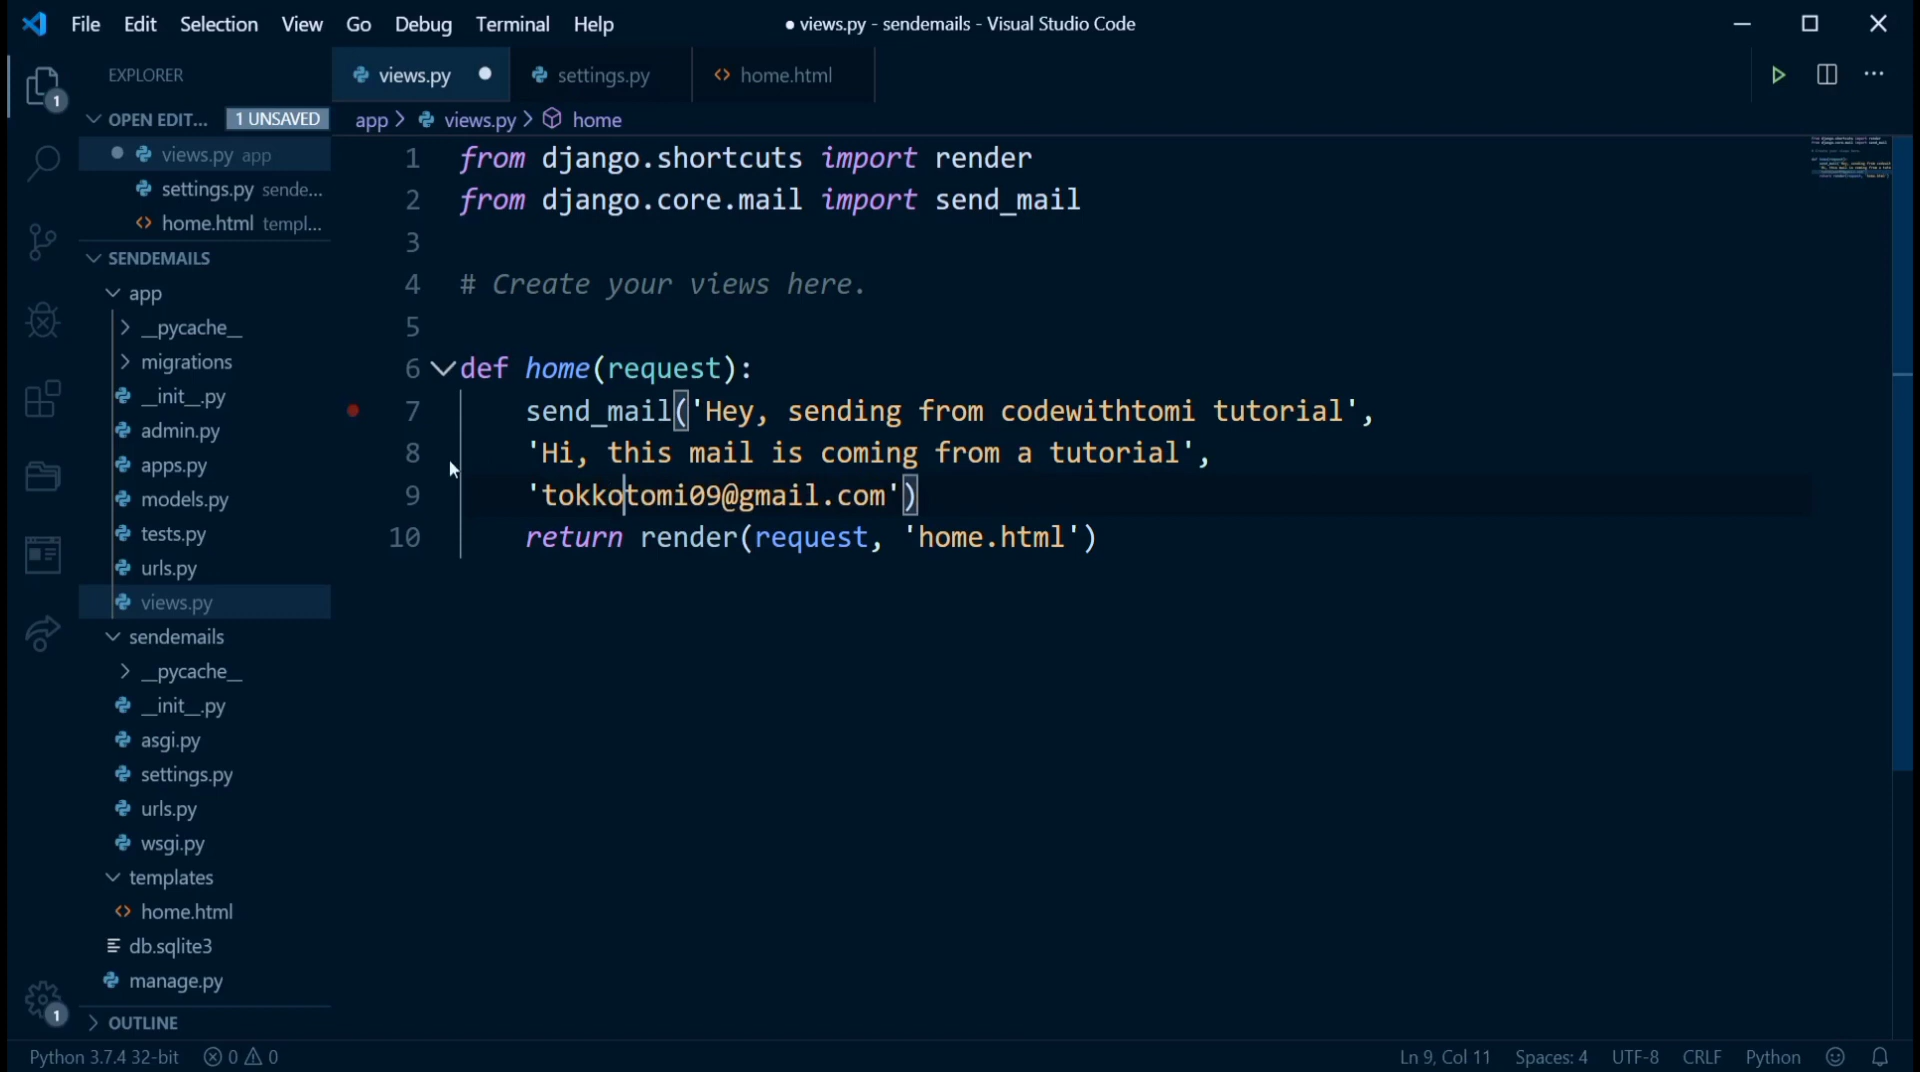 File Edit Selection View Go Debug Terminal Help
● views.py - sendemails - Visual Studio Code
EXPLORER
OPEN EDIT... 1 UNSAVED
views.py app
settings.py sende...
home.html templ...
SENDEMAILS
app
__pycache__
migrations
__init__.py
admin.py
apps.py
models.py
tests.py
urls.py
views.py
sendemails
__pycache__
__init__.py
asgi.py
settings.py
urls.py
wsgi.py
templates
home.html
db.sqlite3
manage.py
OUTLINE
1
1
views.py settings.py home.html
app > views.py > home
1 from django.shortcuts import render
2 from django.core.mail import send_mail
3
4 # Create your views here.
5
6 def home(request):
7 send_mail('Hey, sending from codewithtomi tutorial',
8 'Hi, this mail is coming from a tutorial',
9 'tokkotomi09@gmail.com')
10 return render(request, 'home.html')
Python 3.7.4 32-bit 0 0
Ln 9, Col 11 Spaces: 4 UTF-8 CRLF Python